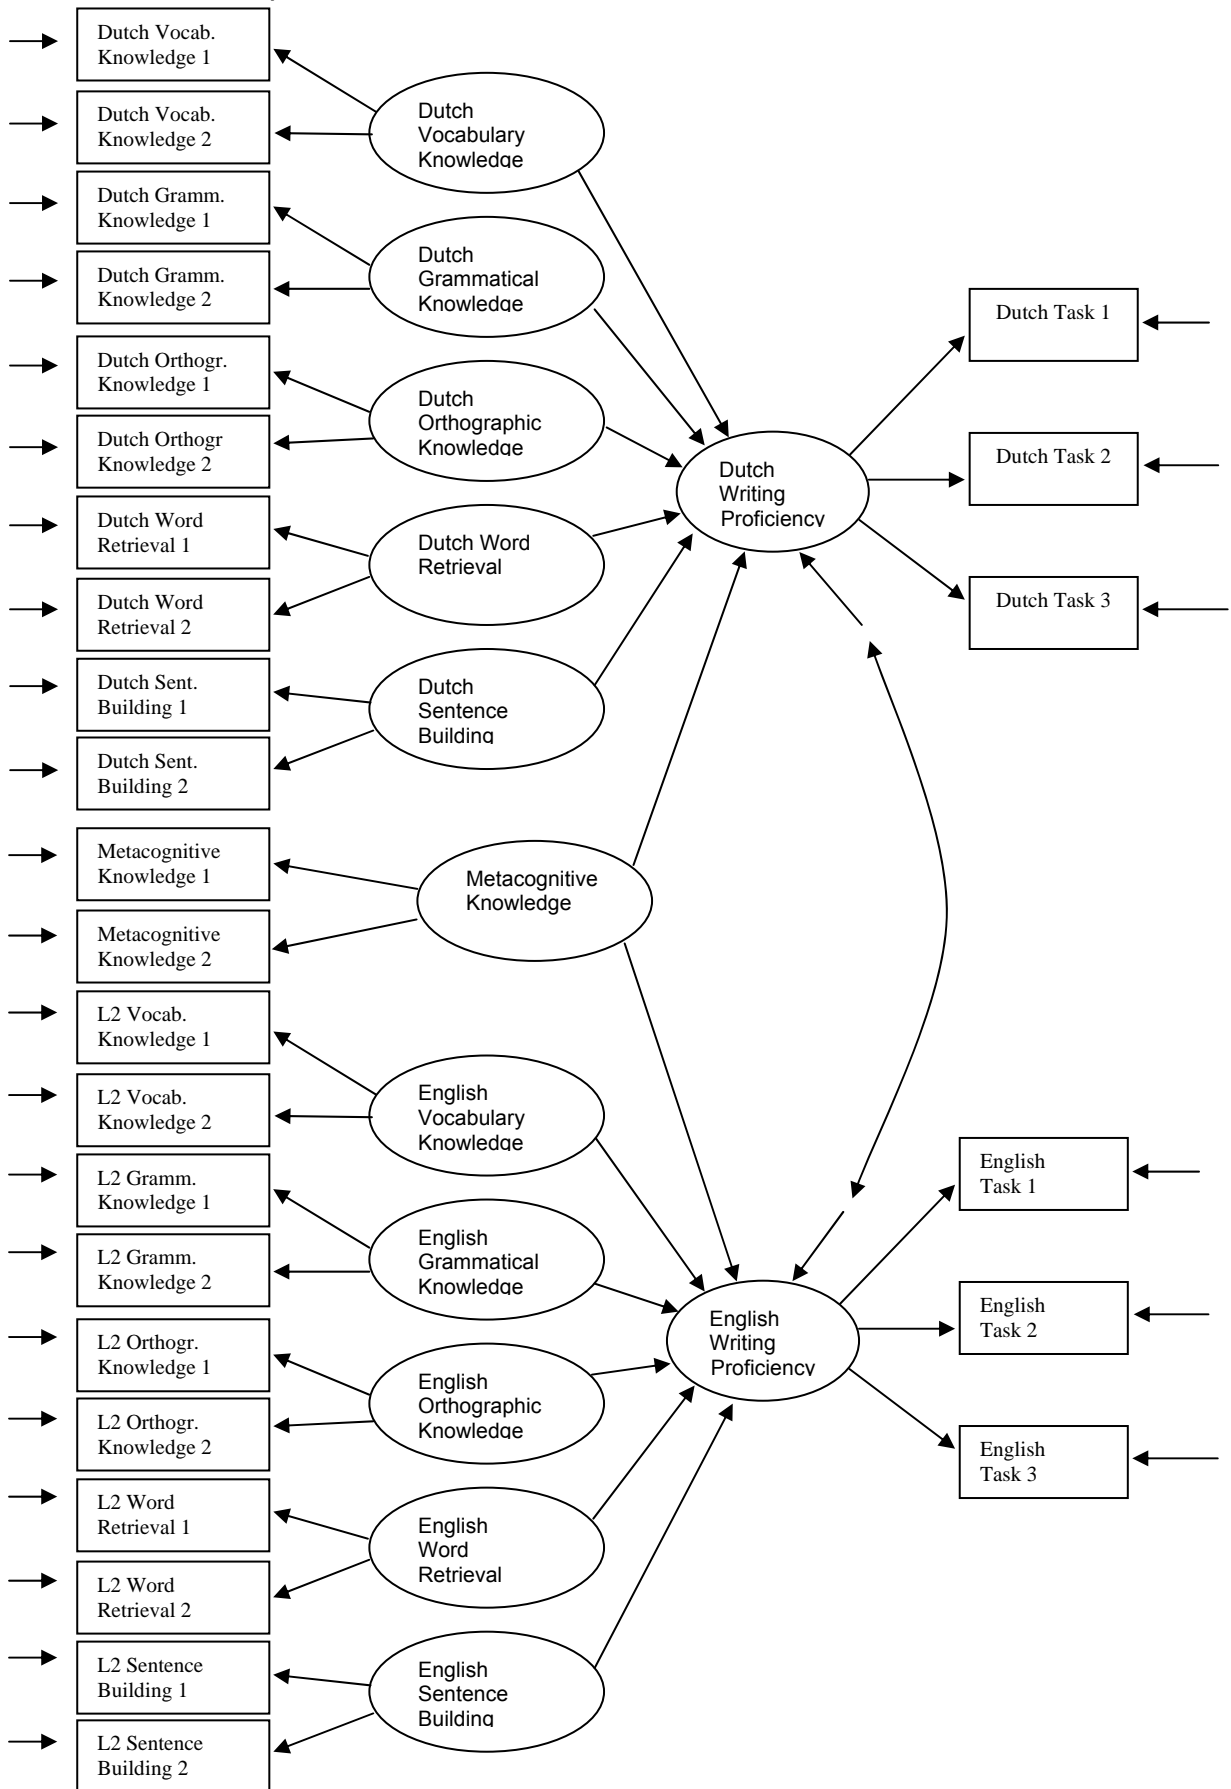 Dutch Vocab.
Knowledge 1
Dutch Vocab.
Knowledge 2
Dutch Gramm.
Knowledge 1
Dutch Gramm.
Knowledge 2
Dutch Orthogr.
Knowledge 1
Dutch Orthogr
Knowledge 2
Dutch Word
Retrieval 1
Dutch Word
Retrieval 2
Dutch Sent.
Building 1
Dutch Sent.
Building 2
Metacognitive
Knowledge 1
Metacognitive
Knowledge 2
L2 Vocab.
Knowledge 1
L2 Vocab.
Knowledge 2
L2 Gramm.
Knowledge 1
L2 Gramm.
Knowledge 2
L2 Orthogr.
Knowledge 1
L2 Orthogr.
Knowledge 2
L2 Word
Retrieval 1
L2 Word
Retrieval 2
L2 Sentence
Building 1
L2 Sentence
Building 2
Dutch
Vocabulary
Knowledge
Dutch
Grammatical
Knowledge
Dutch
Orthographic
Knowledge
Dutch Word
Retrieval
Dutch
Sentence
Building
Metacognitive
Knowledge
English
Vocabulary
Knowledge
English
Grammatical
Knowledge
English
Orthographic
Knowledge
English
Word
Retrieval
English
Sentence
Building
Dutch
Writing
Proficiency
English
Writing
Proficiency
Dutch Task 1
Dutch Task 2
Dutch Task 3
English
Task 1
English
Task 2
English
Task 3